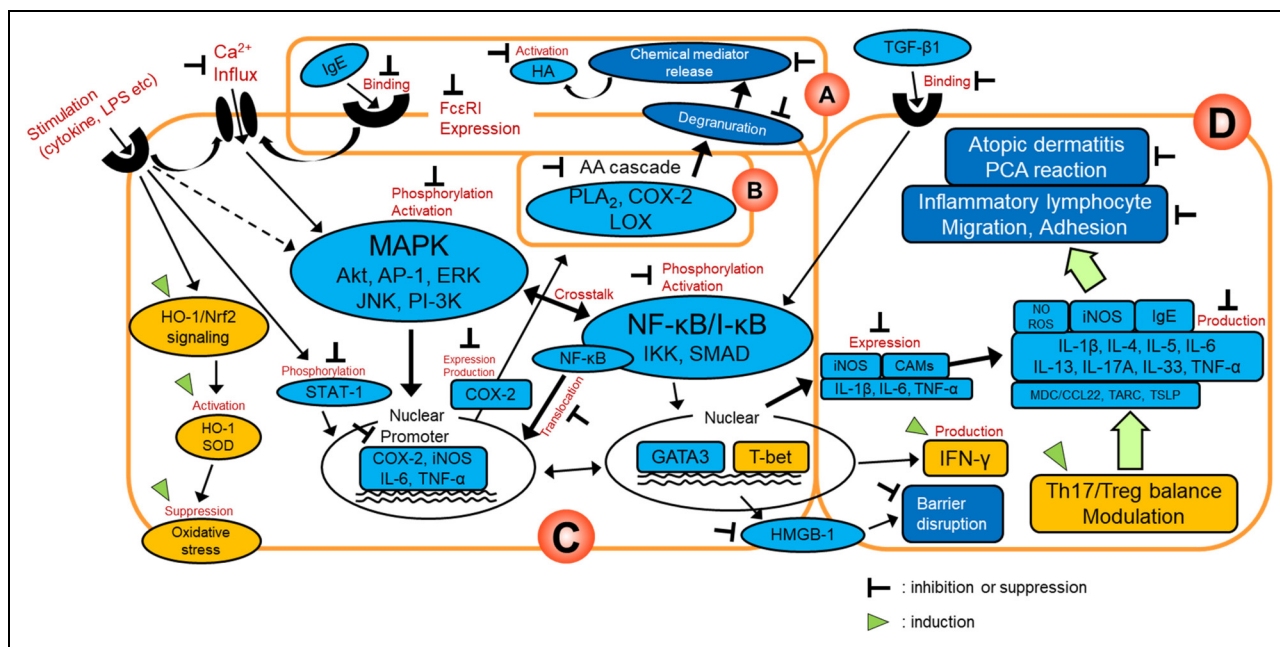 Ca²⁺
Influx
Stimulation
(cytokine, LPS etc)
IgE
Binding
FcεRI
Expression
Activation
HA
Chemical mediator
release
A
Degranuration
AA cascade
B
PLA₂, COX-2
LOX
TGF-β1
Binding
D
Atopic dermatitis
PCA reaction
Inflammatory lymphocyte
Migration, Adhesion
Phosphorylation
Activation
MAPK
Akt, AP-1, ERK
JNK, PI-3K
Crosstalk
Phosphorylation
Activation
NF-κB/I-κB
IKK, SMAD
NF-κB
Translocation
HO-1/Nrf2
signaling
Activation
HO-1
SOD
Suppression
Oxidative
stress
Phosphorylation
STAT-1
Expression
Production
COX-2
Nuclear
Promoter
COX-2, iNOS
IL-6, TNF-α
Nuclear
GATA3
T-bet
C
HMGB-1
Expression
iNOS
CAMs
IL-1β, IL-6, TNF-α
Production
IFN-γ
Barrier
disruption
NO
ROS
iNOS
IgE
Production
IL-1β, IL-4, IL-5, IL-6
IL-13, IL-17A, IL-33, TNF-α
MDC/CCL22, TARC, TSLP
Th17/Treg balance
Modulation
: inhibition or suppression
: induction